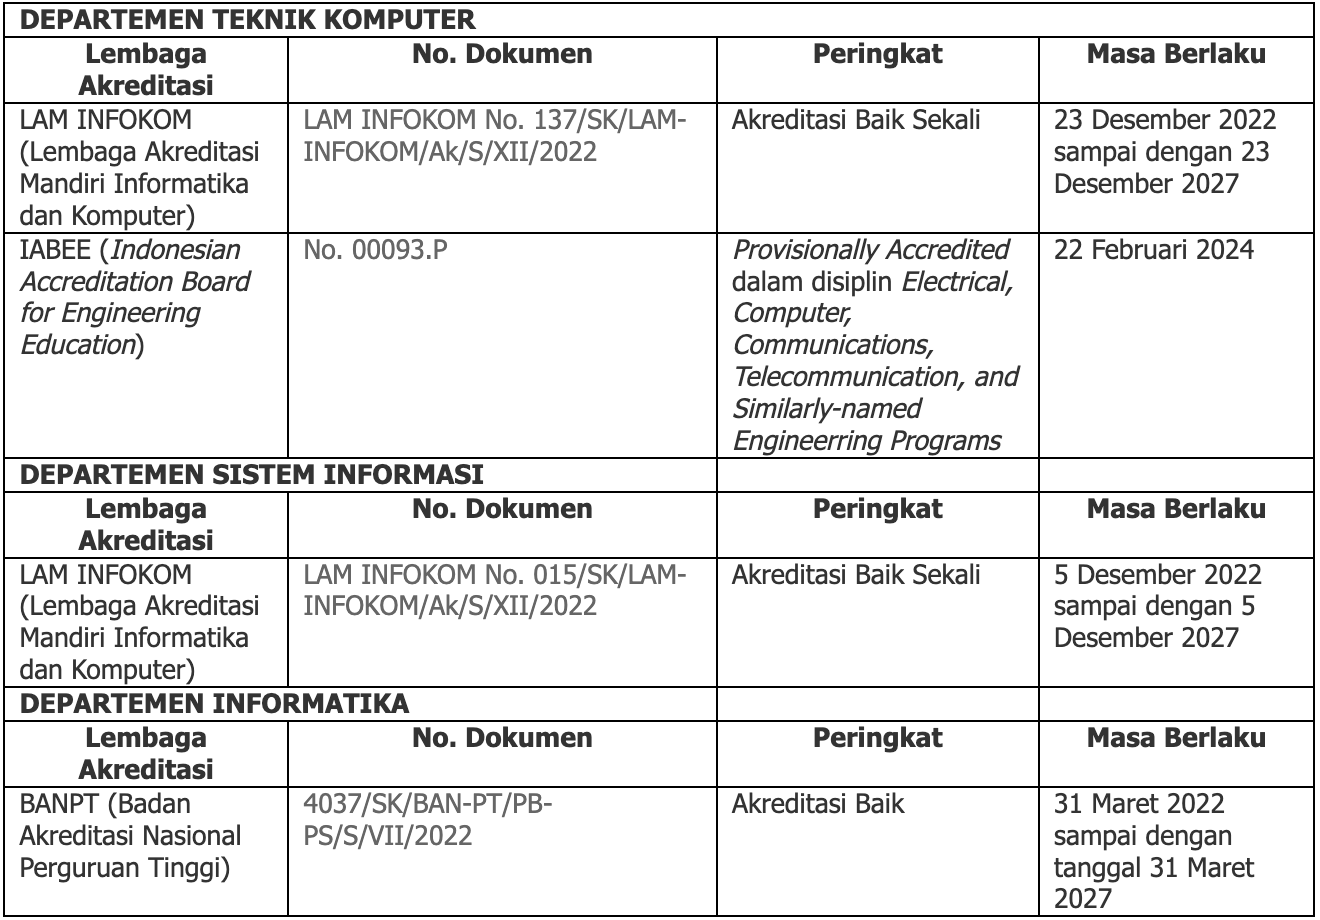 DEPARTEMEN TEKNIK KOMPUTER
Lembaga
Akreditasi
No. Dokumen
Peringkat
Masa Berlaku
LAM INFOKOM
(Lembaga Akreditasi
Mandiri Informatika
dan Komputer)
LAM INFOKOM No. 137/SK/LAM-
INFOKOM/Ak/S/XII/2022
Akreditasi Baik Sekali
23 Desember 2022
sampai dengan 23
Desember 2027
IABEE (Indonesian
Accreditation Board
for Engineering
Education)
No. 00093.P
Provisionally Accredited
dalam disiplin Electrical,
Computer,
Communications,
Telecommunication, and
Similarly-named
Engineerring Programs
22 Februari 2024
DEPARTEMEN SISTEM INFORMASI
Lembaga
Akreditasi
No. Dokumen
Peringkat
Masa Berlaku
LAM INFOKOM
(Lembaga Akreditasi
Mandiri Informatika
dan Komputer)
LAM INFOKOM No. 015/SK/LAM-
INFOKOM/Ak/S/XII/2022
Akreditasi Baik Sekali
5 Desember 2022
sampai dengan 5
Desember 2027
DEPARTEMEN INFORMATIKA
Lembaga
Akreditasi
No. Dokumen
Peringkat
Masa Berlaku
BANPT (Badan
Akreditasi Nasional
Perguruan Tinggi)
4037/SK/BAN-PT/PB-
PS/S/VII/2022
Akreditasi Baik
31 Maret 2022
sampai dengan
tanggal 31 Maret
2027